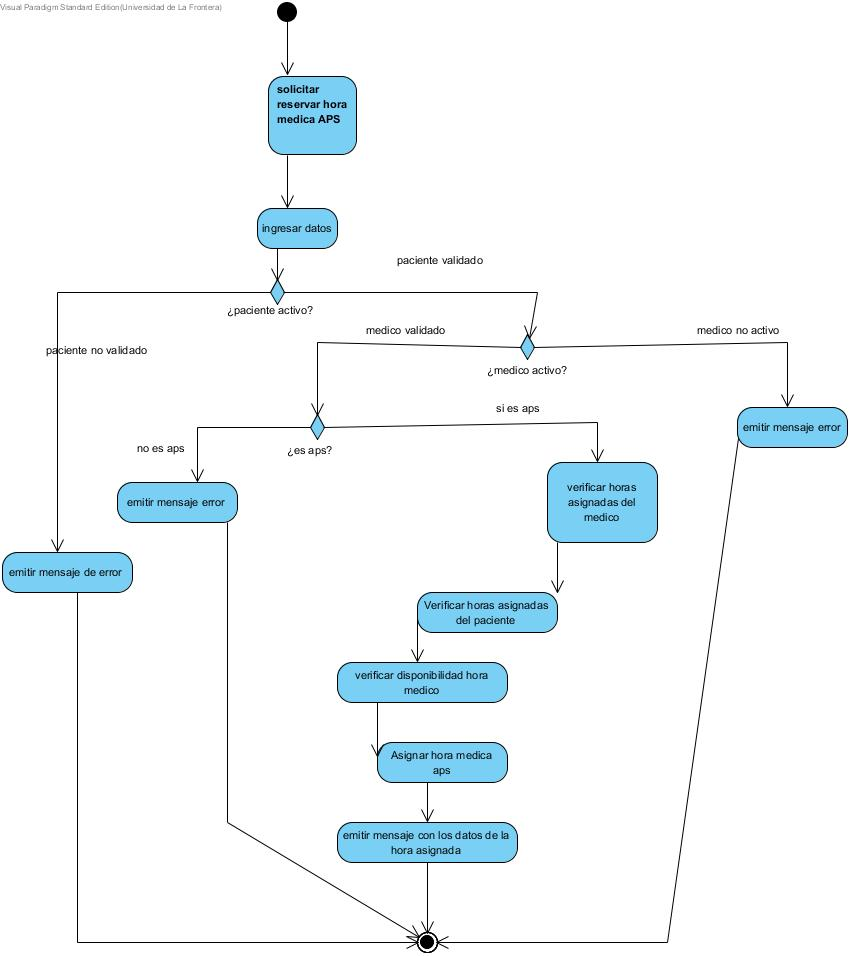 Visual Paradigm Standard Edition(Universidad de La Frontera)
solicitar
reservar hora
medica APS
ingresar datos
paciente validado
¿paciente activo?
medico validado
medico no activo
paciente no validado
¿medico activo?
si es aps
emitir mensaje error
no es aps
¿es aps?
verificar horas
asignadas del
medico
emitir mensaje error
emitir mensaje de error
Verificar horas asignadas
del paciente
verificar disponibilidad hora
medico
Asignar hora medica
aps
emitir mensaje con los datos de la
hora asignada